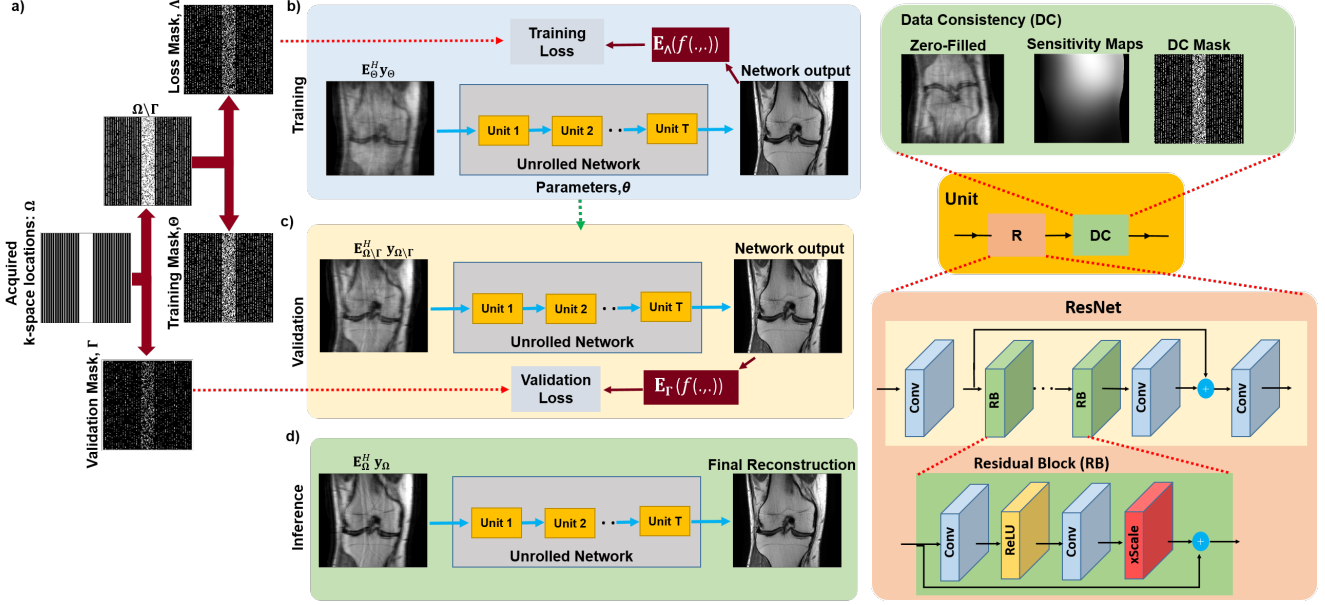 a)
Loss Mask, Λ
Ω\Γ
Acquired
k-space locations: Ω
Training Mask,Θ
Validation Mask, Γ
b)
Training
Training
Loss
E_Λ(f(.,.))
E_Θ^H y_Θ
Network output
Unit 1
Unit 2
Unit T
Unrolled Network
Parameters,θ
c)
Validation
E_{Ω\Γ}^H y_{Ω\Γ}
Network output
Unit 1
Unit 2
Unit T
Unrolled Network
Validation
Loss
E_Γ(f(.,.))
d)
Inference
E_Ω^H y_Ω
Final Reconstruction
Unit 1
Unit 2
Unit T
Unrolled Network
Data Consistency (DC)
Zero-Filled
Sensitivity Maps
DC Mask
Unit
R
DC
ResNet
Conv
RB
RB
Conv
+
Conv
Residual Block (RB)
Conv
ReLU
Conv
xScale
+